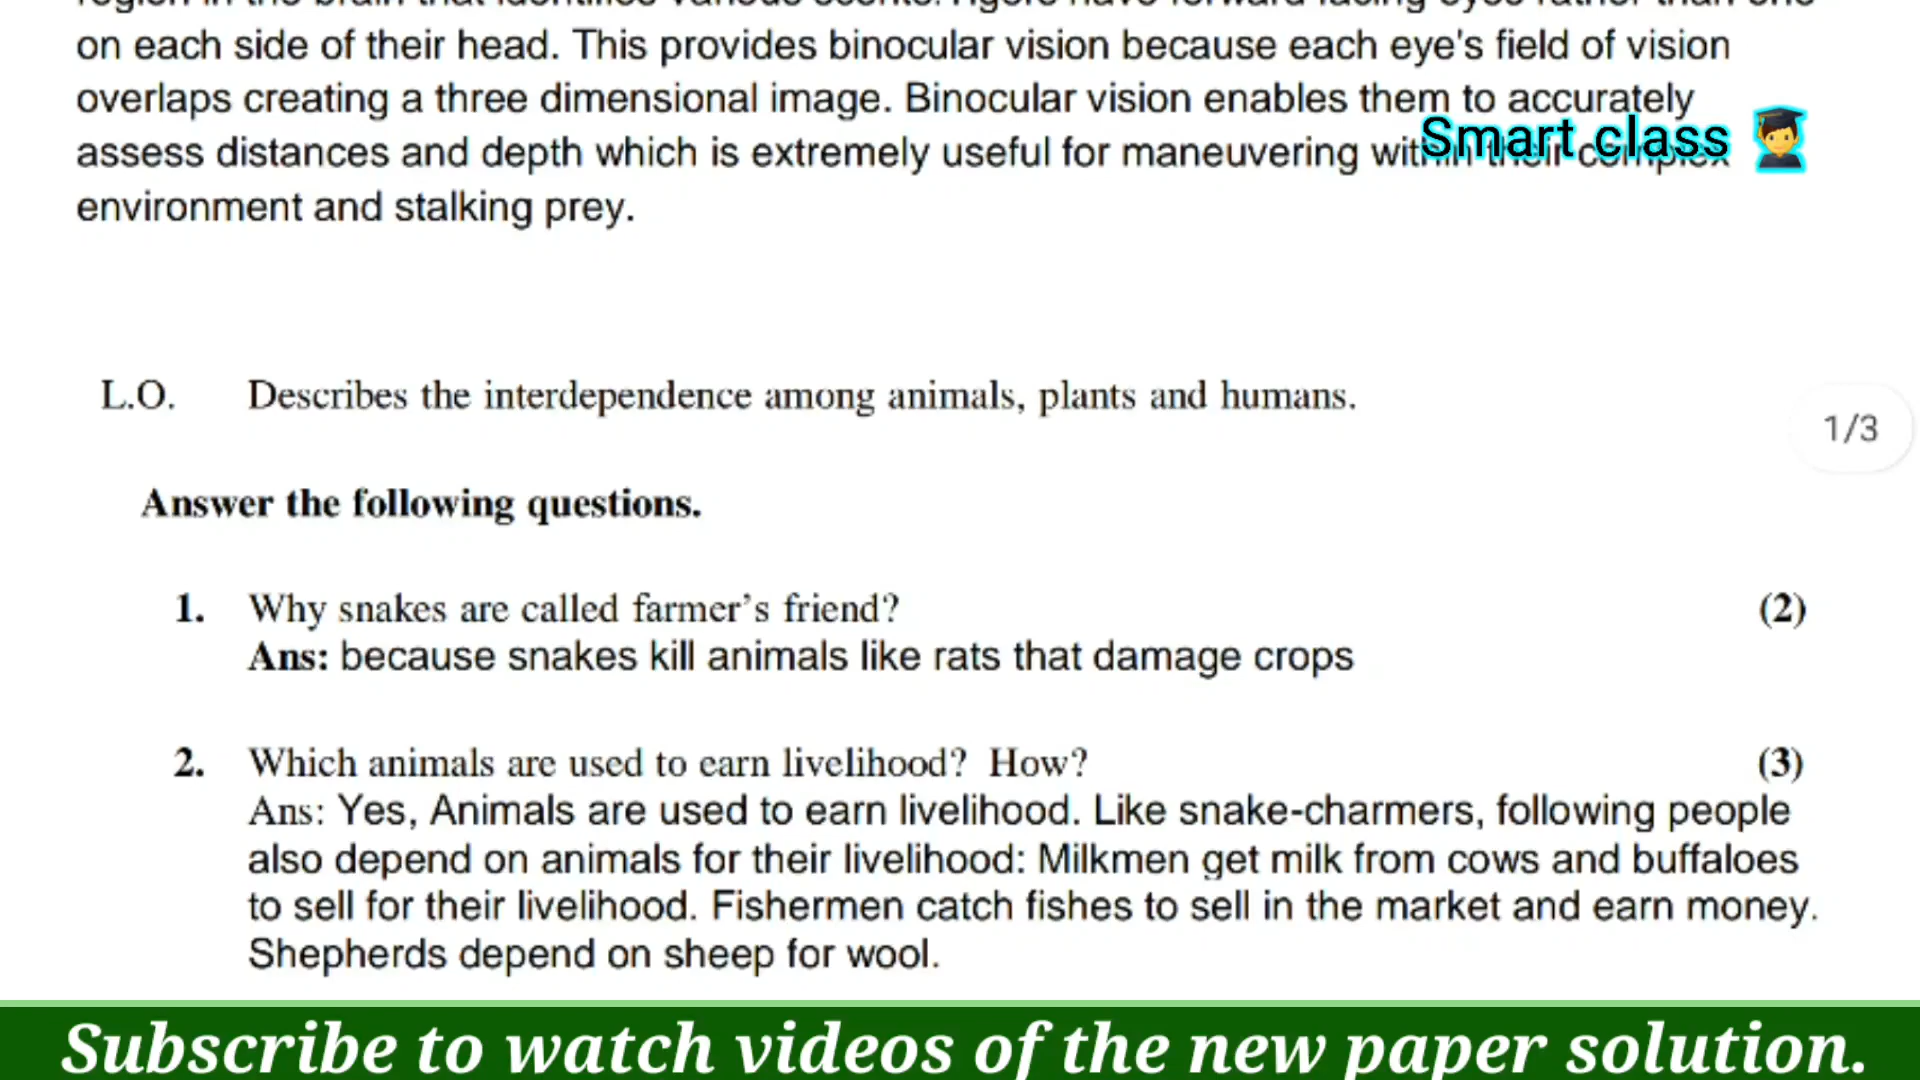 on each side of their head. This provides binocular vision because each eye's field of vision
overlaps creating a three dimensional image. Binocular vision enables them to accurately
assess distances and depth which is extremely useful for maneuvering within their complex
Smart class
environment and stalking prey.
L.O. Describes the interdependence among animals, plants and humans.
1/3
Answer the following questions.
1. Why snakes are called farmer's friend? (2)
Ans: because snakes kill animals like rats that damage crops
2. Which animals are used to earn livelihood? How? (3)
Ans: Yes, Animals are used to earn livelihood. Like snake-charmers, following people
also depend on animals for their livelihood: Milkmen get milk from cows and buffaloes
to sell for their livelihood. Fishermen catch fishes to sell in the market and earn money.
Shepherds depend on sheep for wool.
Subscribe to watch videos of the new paper solution.